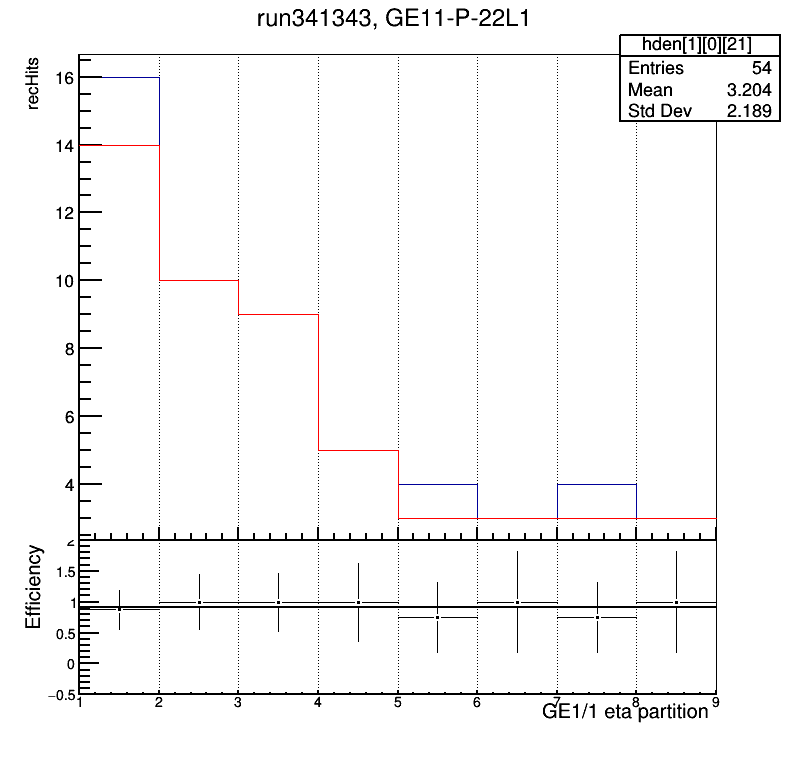 run341343, GE11-P-22L1
hden[1][0][21]
Entries 54
Mean 3.204
Std Dev 2.189
recHits
16
14
12
10
8
6
4
Efficiency
2
1.5
1
0.5
0
−0.5
1 2 3 4 5 6 7 8 9
GE1/1 eta partition